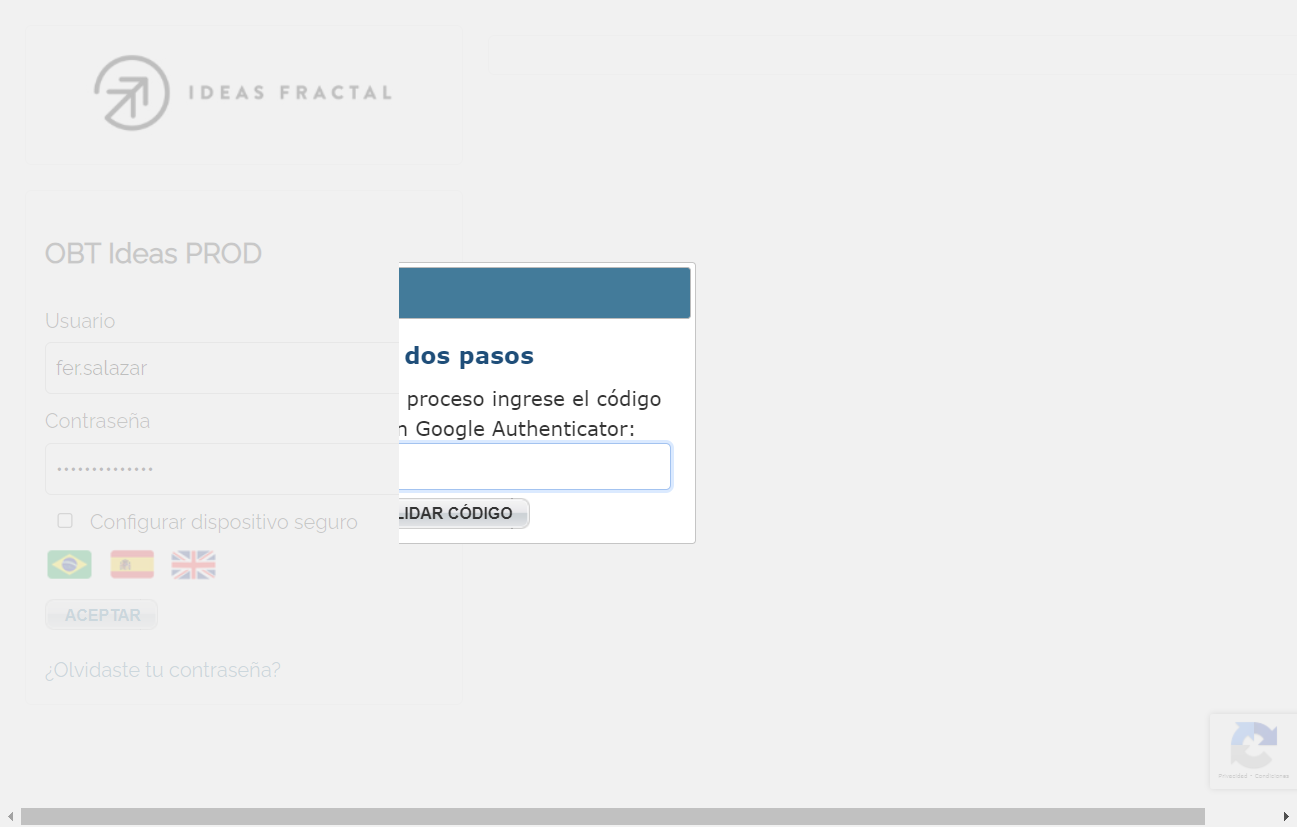 IDEAS FRACTAL
OBT Ideas PROD
Usuario
fer.salazar
Contraseña
Configurar dispositivo seguro
ACEPTAR
¿Olvidaste tu contraseña?
dos pasos
proceso ingrese el código
n Google Authenticator:
LIDAR CÓDIGO
Privacidad - Condiciones